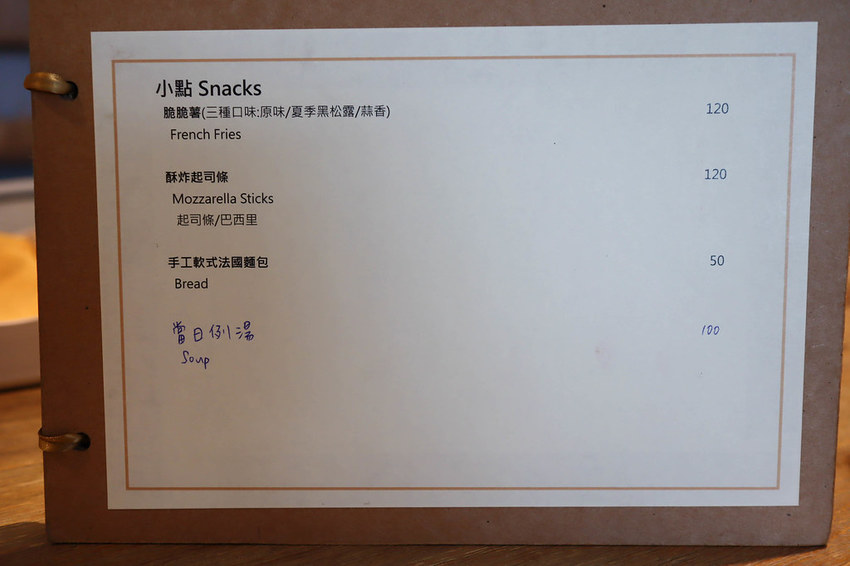 小點 Snacks
脆脆薯(三種口味:原味/夏季黑松露/蒜香) 120
French Fries
酥炸起司條 120
Mozzarella Sticks
起司條/巴西里
手工軟式法國麵包 50
Bread
當日例湯 100
Soup